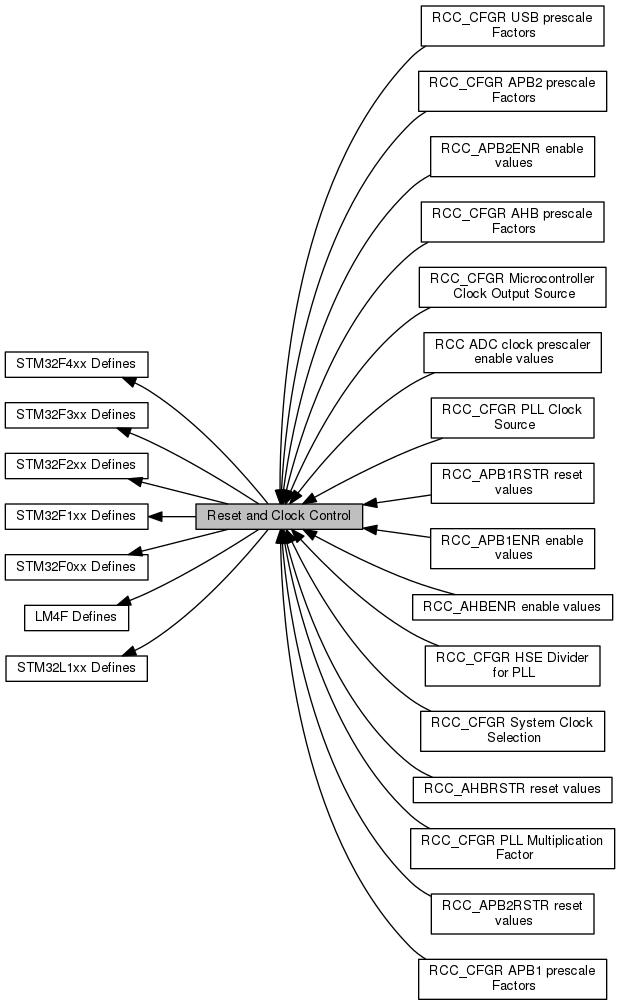 STM32F4xx Defines
STM32F3xx Defines
STM32F2xx Defines
STM32F1xx Defines
STM32F0xx Defines
LM4F Defines
STM32L1xx Defines
Reset and Clock Control
RCC_CFGR USB prescale
Factors
RCC_CFGR APB2 prescale
Factors
RCC_APB2ENR enable
values
RCC_CFGR AHB prescale
Factors
RCC_CFGR Microcontroller
Clock Output Source
RCC ADC clock prescaler
enable values
RCC_CFGR PLL Clock
Source
RCC_APB1RSTR reset
values
RCC_APB1ENR enable
values
RCC_AHBENR enable values
RCC_CFGR HSE Divider
for PLL
RCC_CFGR System Clock
Selection
RCC_AHBRSTR reset values
RCC_CFGR PLL Multiplication
Factor
RCC_APB2RSTR reset
values
RCC_CFGR APB1 prescale
Factors